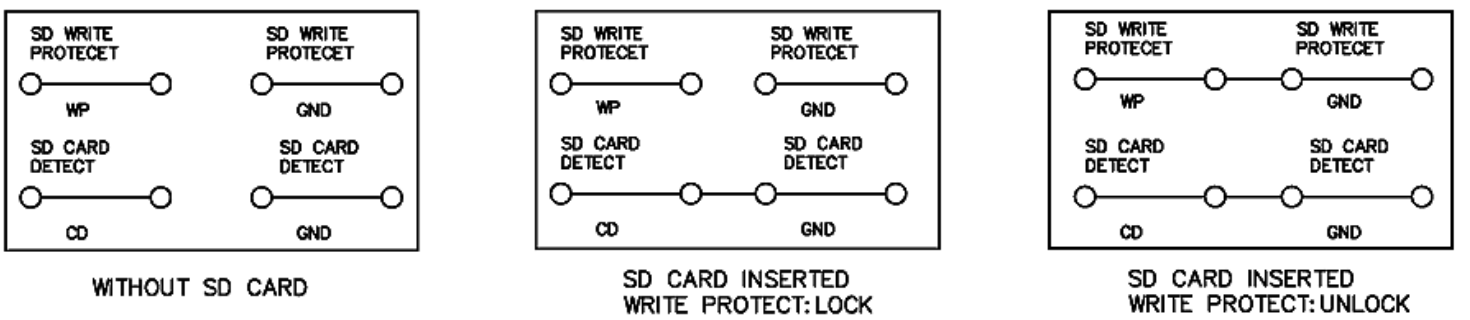 SD WRITE
PROTECET
SD WRITE
PROTECET
WP
GND
SD CARD
DETECT
SD CARD
DETECT
CD
GND
WITHOUT SD CARD
SD WRITE
PROTECET
SD WRITE
PROTECET
WP
GND
SD CARD
DETECT
SD CARD
DETECT
CD
GND
SD CARD INSERTED
WRITE PROTECT:LOCK
SD WRITE
PROTECET
SD WRITE
PROTECET
WP
GND
SD CARD
DETECT
SD CARD
DETECT
CD
GND
SD CARD INSERTED
WRITE PROTECT:UNLOCK